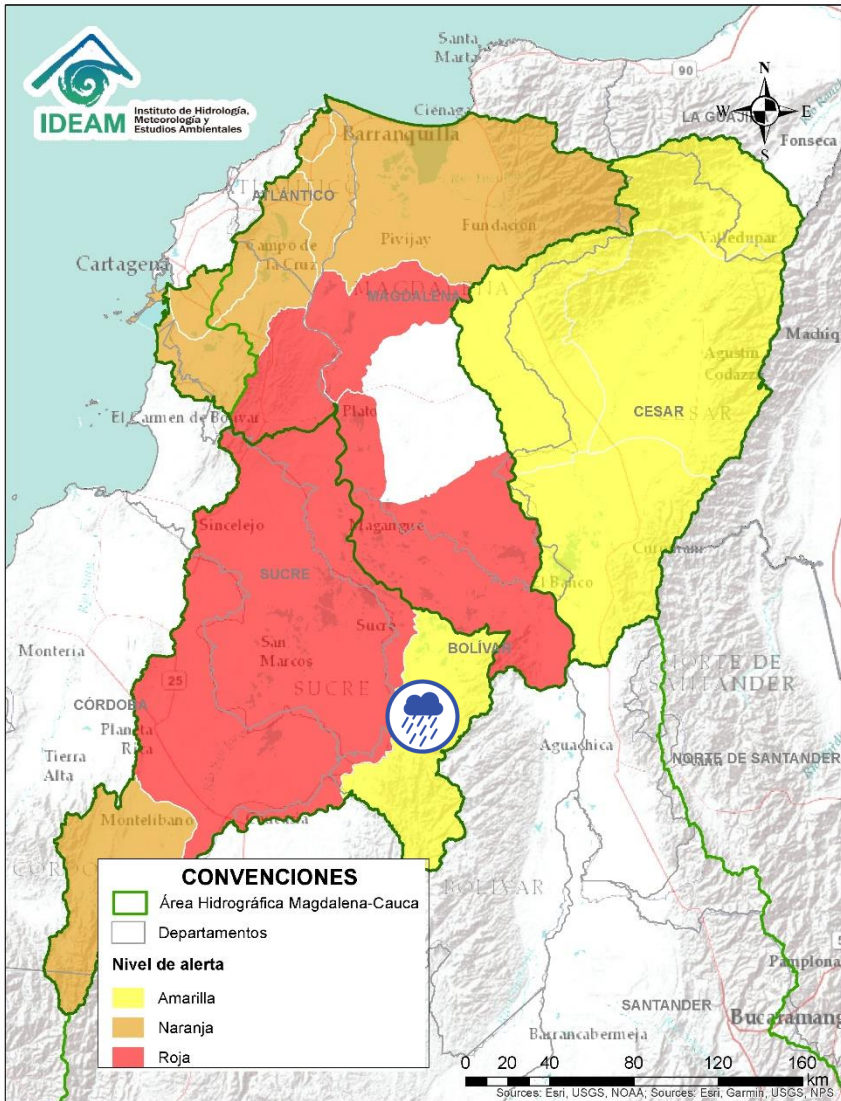 IDEAM
Instituto de Hidrología,
Meteorología y
Estudios Ambientales
Santa
Marta
90
N
W
E
S
Ciénaga
LA GUAJI
Fonseca
Barranquilla
ATLÁNTICO
Valledupar
Campo de
la Cruz
Pivijay
Fundación
Cartagena
MAGDALENA
Machiq
Agustín
Codazzi
El Carmen de Bolívar
Plato
CESAR
Sincelejo
Magangué
SUCRE
Curumaní
El Banco
Montería
San
Marcos
Sucre
BOLÍVAR
25
SUCRE
NORTE DE
SANTANDER
CÓRDOBA
Planeta
Rica
Tierra
Alta
Aguachica
NORTE DE SANTANDER
Montelíbano
Caucasia
BOLÍVAR
CONVENCIONES
Área Hidrográfica Magdalena-Cauca
Departamentos
Nivel de alerta
Amarilla
Naranja
Roja
Pamplona
SANTANDER
Bucaramang
Barrancabermeja
0 20 40 80 120 160
km
Sources: Esri, USGS, NOAA; Sources: Esri, Garmin, USGS, NPS